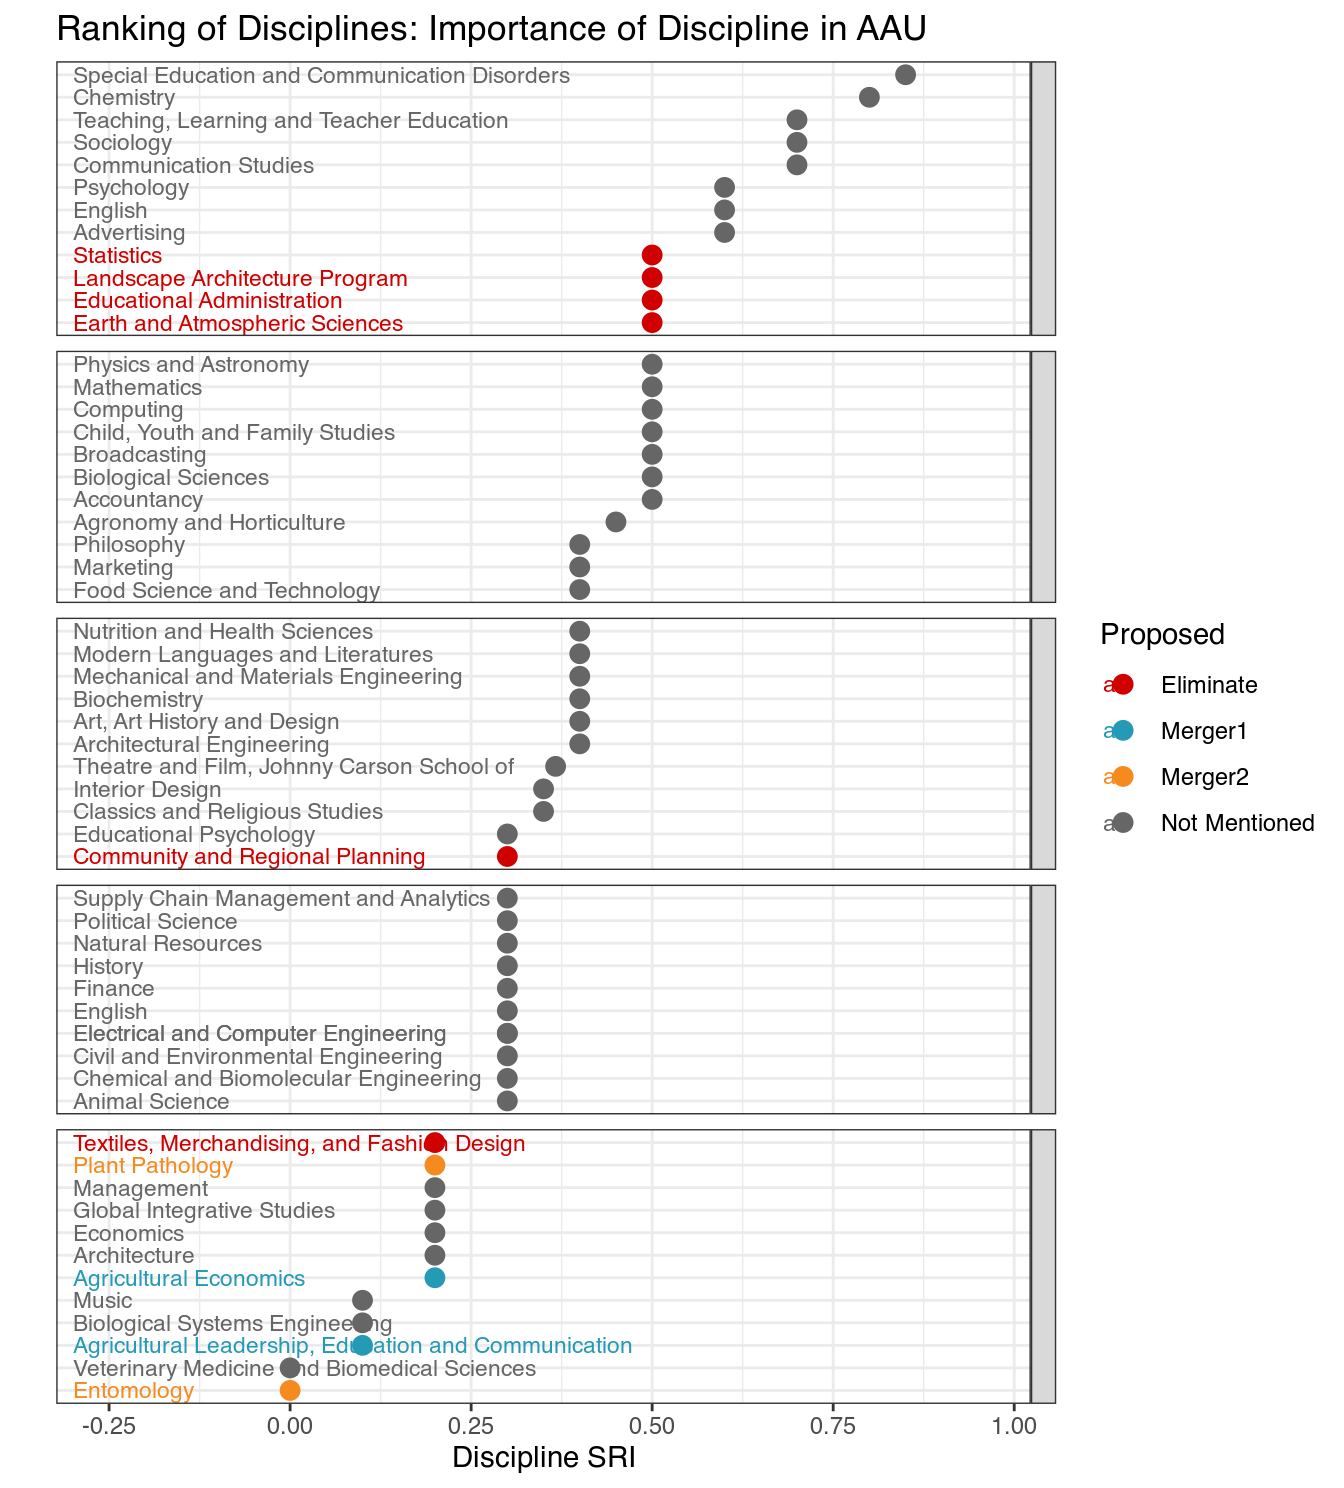 Ranking of Disciplines: Importance of Discipline in AAU
Special Education and Communication Disorders
Chemistry
Teaching, Learning and Teacher Education
Sociology
Communication Studies
Psychology
English
Advertising
Statistics
Landscape Architecture Program
Educational Administration
Earth and Atmospheric Sciences
Physics and Astronomy
Mathematics
Computing
Child, Youth and Family Studies
Broadcasting
Biological Sciences
Accountancy
Agronomy and Horticulture
Philosophy
Marketing
Food Science and Technology
Nutrition and Health Sciences
Modern Languages and Literatures
Mechanical and Materials Engineering
Biochemistry
Art, Art History and Design
Architectural Engineering
Theatre and Film, Johnny Carson School of
Interior Design
Classics and Religious Studies
Educational Psychology
Community and Regional Planning
Supply Chain Management and Analytics
Political Science
Natural Resources
History
Finance
English
Electrical and Computer Engineering
Civil and Environmental Engineering
Chemical and Biomolecular Engineering
Animal Science
Textiles, Merchandising, and Fashion Design
Plant Pathology
Management
Global Integrative Studies
Economics
Architecture
Agricultural Economics
Music
Biological Systems Engineering
Agricultural Leadership, Education and Communication
Veterinary Medicine and Biomedical Sciences
Entomology
-0.25 0.00 0.25 0.50 0.75 1.00
Discipline SRI
Proposed
a Eliminate
a Merger1
a Merger2
a Not Mentioned